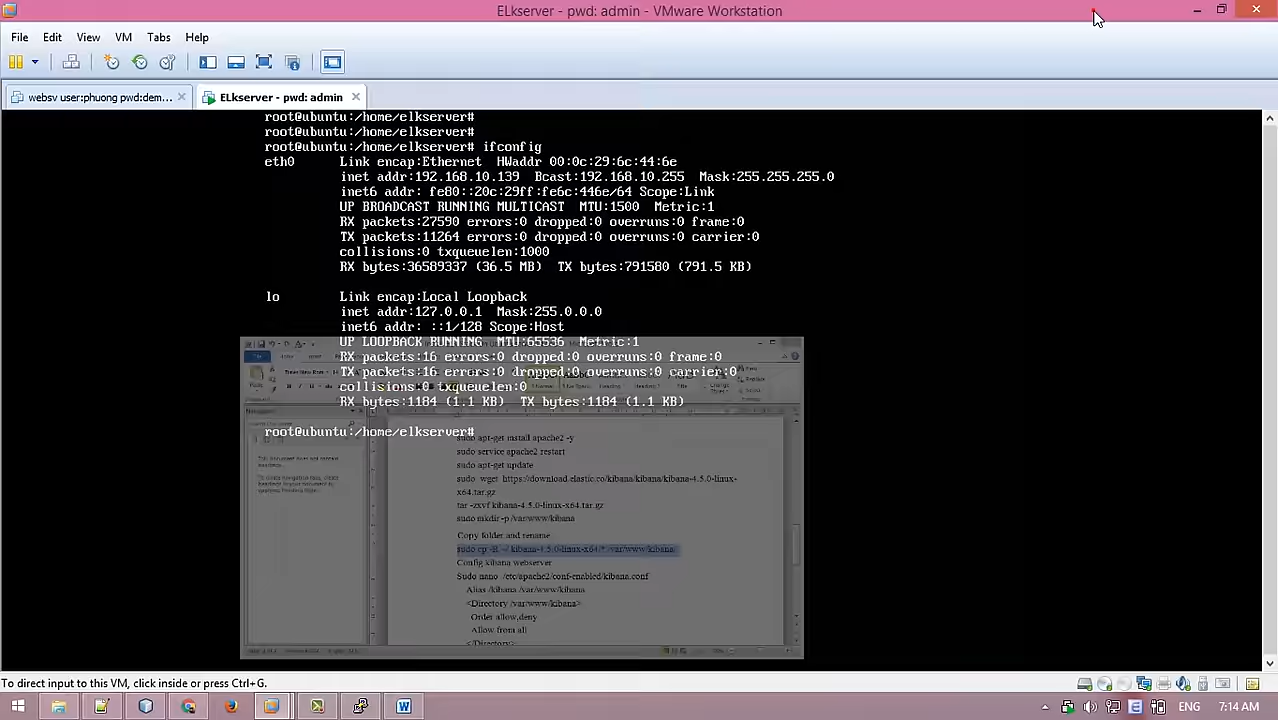 ELkserver - pwd: admin - VMware Workstation
File Edit View VM Tabs Help
websv user:phuong pwd:dem... ELkserver - pwd: admin
root@ubuntu:/home/elkserver#
root@ubuntu:/home/elkserver#
root@ubuntu:/home/elkserver# ifconfig
eth0 Link encap:Ethernet HWaddr 00:0c:29:6c:44:6e
inet addr:192.168.10.139 Bcast:192.168.10.255 Mask:255.255.255.0
inet6 addr: fe80::20c:29ff:fe6c:446e/64 Scope:Link
UP BROADCAST RUNNING MULTICAST MTU:1500 Metric:1
RX packets:27590 errors:0 dropped:0 overruns:0 frame:0
TX packets:11264 errors:0 dropped:0 overruns:0 carrier:0
collisions:0 txqueuelen:1000
RX bytes:36589337 (36.5 MB) TX bytes:791580 (791.5 KB)
lo Link encap:Local Loopback
inet addr:127.0.0.1 Mask:255.0.0.0
inet6 addr: ::1/128 Scope:Host
UP LOOPBACK RUNNING MTU:65536 Metric:1
RX packets:16 errors:0 dropped:0 overruns:0 frame:0
TX packets:16 errors:0 dropped:0 overruns:0 carrier:0
collisions:0 txqueuelen:0
RX bytes:1184 (1.1 KB) TX bytes:1184 (1.1 KB)
root@ubuntu:/home/elkserver#
sudo apt-get install apache2 -y
sudo service apache2 restart
sudo apt-get update
sudo wget https://download.elastic.co/kibana/kibana/kibana-4.5.0-linux-
x64.tar.gz
tar -zxvf kibana-4.5.0-linux-x64.tar.gz
sudo mkdir -p /var/www/kibana
Copy folder and rename
sudo cp -R ~/ kibana-4.5.0-linux-x64/* /var/www/kibana/
Config kibana webserver
Sudo nano /etc/apache2/conf-enabled/kibana.conf
Alias /kibana /var/www/kibana
<Directory /var/www/kibana>
Order allow,deny
Allow from all
</Directory>
To direct input to this VM, click inside or press Ctrl+G.
ENG 7:14 AM